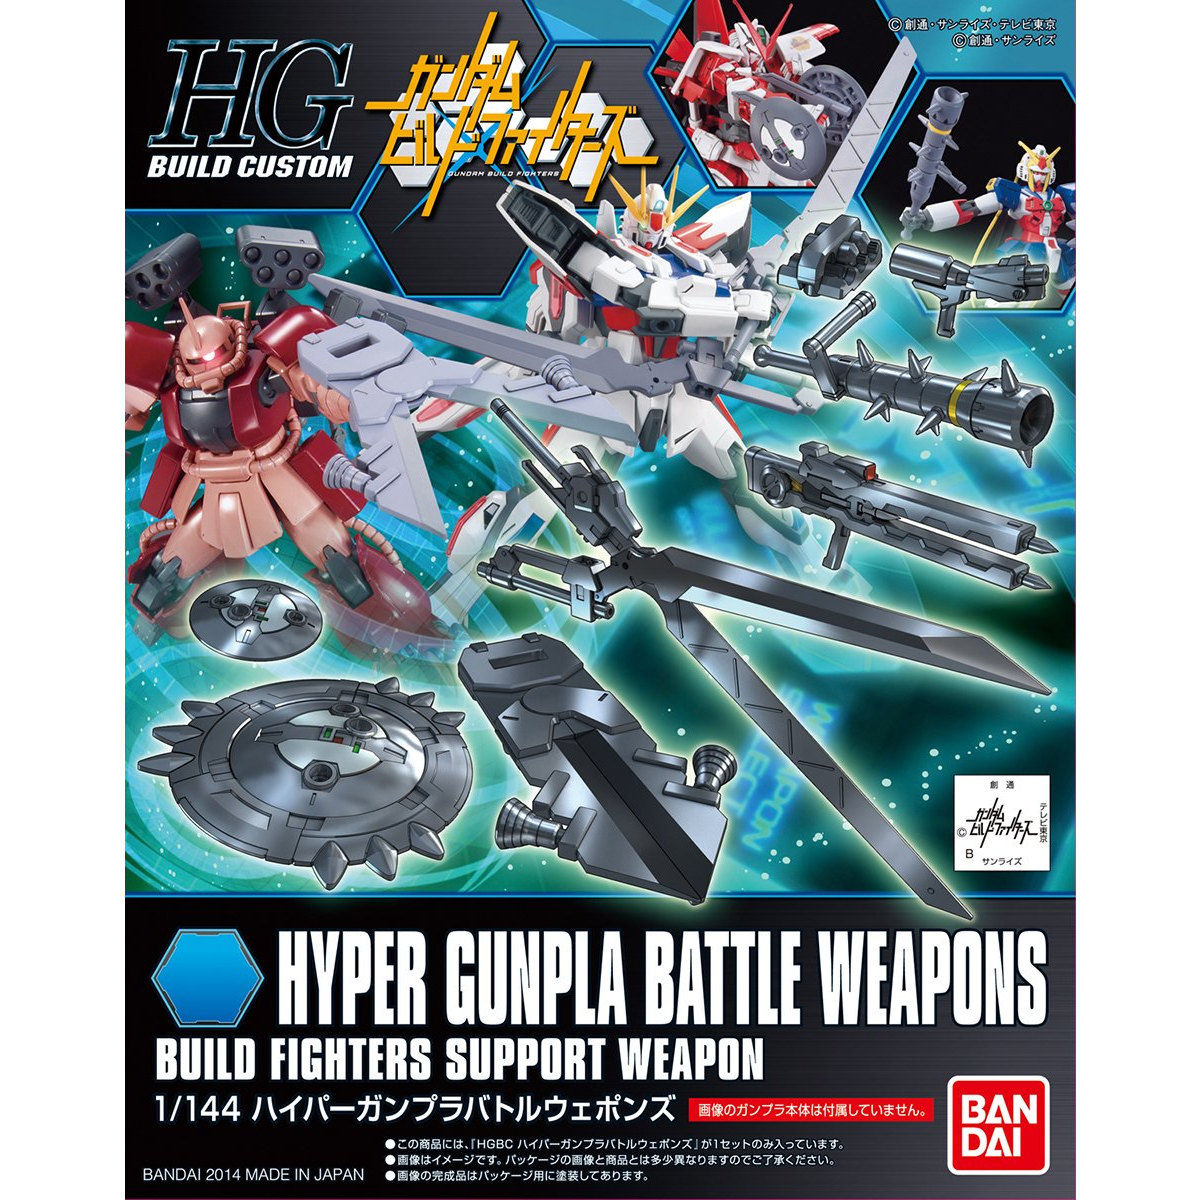 HG
BUILD CUSTOM
ガンダム
ビルドファイターズ
GUNDAM BUILD FIGHTERS
©創通・サンライズ・テレビ東京
©創通・サンライズ
創通
ガンダム
ビルドファイターズ
テレビ東京
©
B
サンライズ
HYPER GUNPLA BATTLE WEAPONS
BUILD FIGHTERS SUPPORT WEAPON
1/144 ハイパーガンプラバトルウェポンズ
画像のガンプラ本体は付属していません。
●この商品には、『HGBC ハイパーガンプラバトルウェポンズ』が1セットのみ入っています。
●画像はイメージです。パッケージの画像と商品とは多少異なりますのでご了承ください。
●画像の完成品はパッケージ用に塗装してあります。
BANDAI 2014 MADE IN JAPAN
BAN
DAI